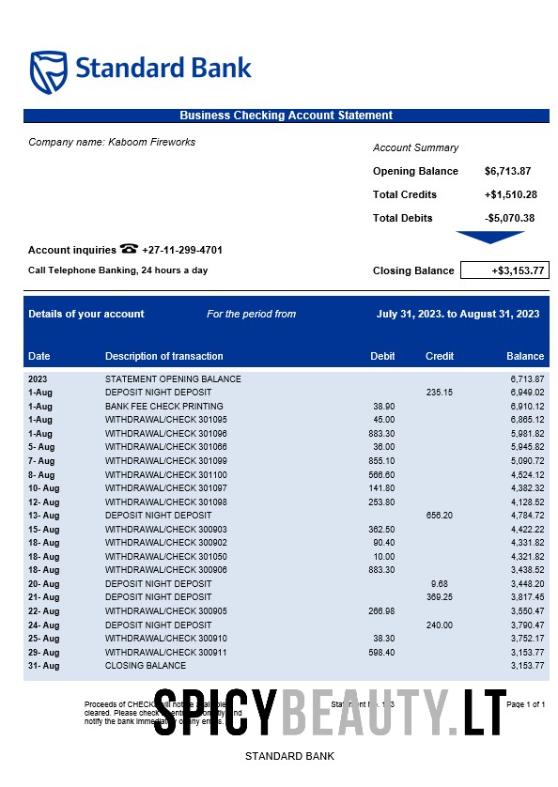 Standard Bank
Business Checking Account Statement
Company name: Kaboom Fireworks
Account Summary
Opening Balance $6,713.87
Total Credits +$1,510.28
Total Debits -$5,070.38
Account inquiries ☎ +27-11-299-4701
Call Telephone Banking, 24 hours a day
Closing Balance +$3,153.77
Details of your account For the period from July 31, 2023. to August 31, 2023
Date Description of transaction Debit Credit Balance
2023 STATEMENT OPENING BALANCE 6,713.87
1-Aug DEPOSIT NIGHT DEPOSIT 235.15 6,949.02
1-Aug BANK FEE CHECK PRINTING 38.90 6,910.12
1-Aug WITHDRAWAL/CHECK 301095 45.00 6,865.12
1-Aug WITHDRAWAL/CHECK 301096 883.30 5,981.82
5- Aug WITHDRAWAL/CHECK 301066 36.00 5,945.82
7- Aug WITHDRAWAL/CHECK 301099 855.10 5,090.72
8- Aug WITHDRAWAL/CHECK 301100 566.60 4,524.12
10- Aug WITHDRAWAL/CHECK 301097 141.80 4,382.32
12- Aug WITHDRAWAL/CHECK 301098 253.80 4,128.52
13- Aug DEPOSIT NIGHT DEPOSIT 656.20 4,784.72
15- Aug WITHDRAWAL/CHECK 300903 362.50 4,422.22
18- Aug WITHDRAWAL/CHECK 300902 90.40 4,331.82
18- Aug WITHDRAWAL/CHECK 301050 10.00 4,321.82
18- Aug WITHDRAWAL/CHECK 300906 883.30 3,438.52
20- Aug DEPOSIT NIGHT DEPOSIT 9.68 3,448.20
21- Aug DEPOSIT NIGHT DEPOSIT 369.25 3,817.45
22- Aug WITHDRAWAL/CHECK 300905 266.98 3,550.47
24- Aug DEPOSIT NIGHT DEPOSIT 240.00 3,790.47
25- Aug WITHDRAWAL/CHECK 300910 38.30 3,752.17
29- Aug WITHDRAWAL/CHECK 300911 598.40 3,153.77
31- Aug CLOSING BALANCE 3,153.77
Proceeds of CHECK Page 1 of 1
cleared. Please check
notify the bank any
SPICYBEAUTY.LT
STANDARD BANK